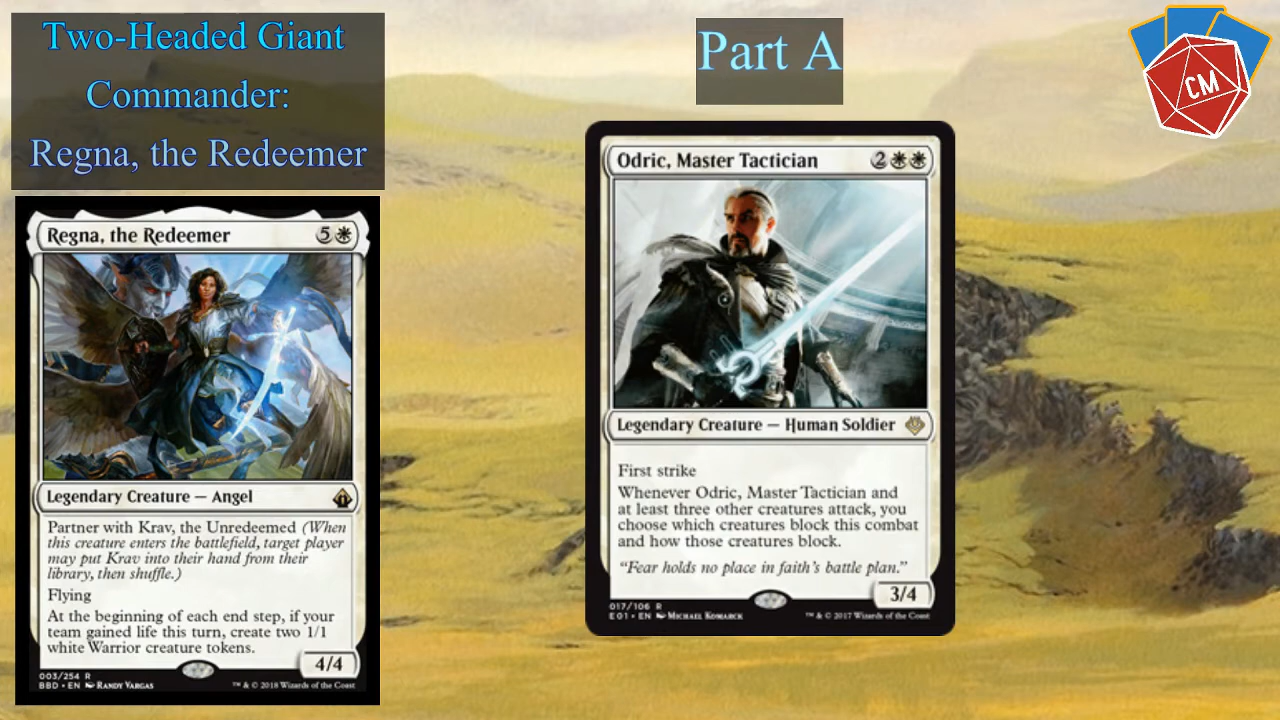 Two-Headed Giant
Commander:
Regna, the Redeemer
Part A
CM
Regna, the Redeemer 5
Legendary Creature — Angel
Partner with Krav, the Unredeemed (When
this creature enters the battlefield, target player
may put Krav into their hand from their
library, then shuffle.)
Flying
At the beginning of each end step, if your
team gained life this turn, create two 1/1
white Warrior creature tokens.
4/4
003/254 R
BBD • EN Randy Vargas
™ & © 2018 Wizards of the Coast
Odric, Master Tactician 2
Legendary Creature — Human Soldier
First strike
Whenever Odric, Master Tactician and
at least three other creatures attack, you
choose which creatures block this combat
and how those creatures block.
“Fear holds no place in faith’s battle plan.”
3/4
017/106 R
E01 • EN Michael Komarck
™ & © 2017 Wizards of the Coast